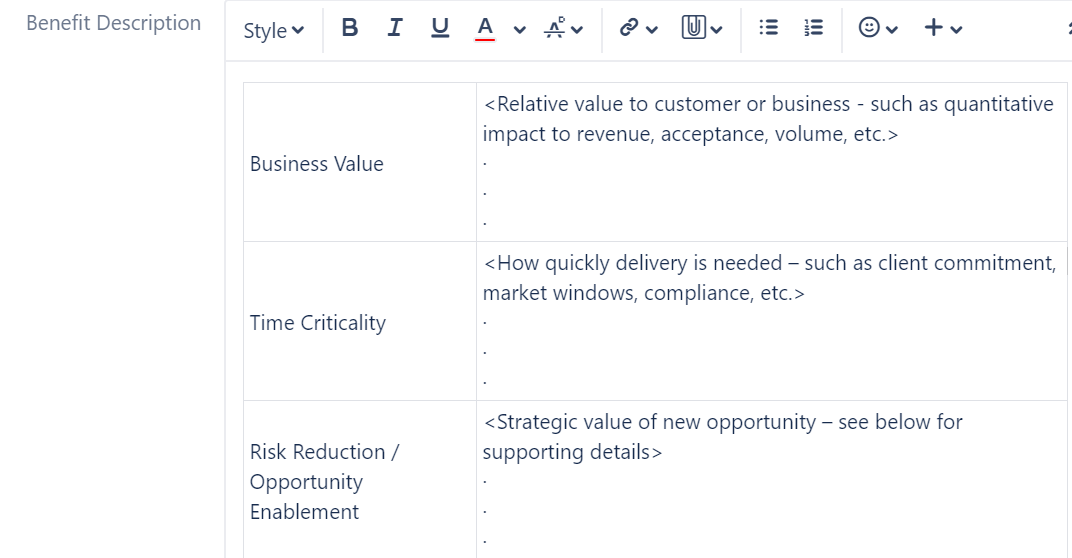 Benefit Description
Style
B I U A
Business Value
<Relative value to customer or business - such as quantitative
impact to revenue, acceptance, volume, etc.>
.
.
.
Time Criticality
<How quickly delivery is needed – such as client commitment,
market windows, compliance, etc.>
.
.
.
Risk Reduction /
Opportunity
Enablement
<Strategic value of new opportunity – see below for
supporting details>
.
.
.